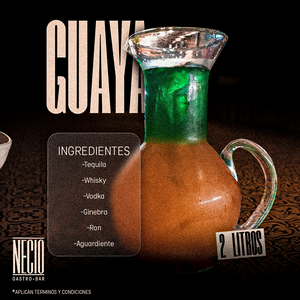 GUAYA
INGREDIENTES
-Tequila
-Whisky
-Vodka
-Ginebra
-Ron
-Aguardiente
2 LITROS
NECIO
GASTRO•BAR
*APLICAN TERMINOS Y CONDICIONES